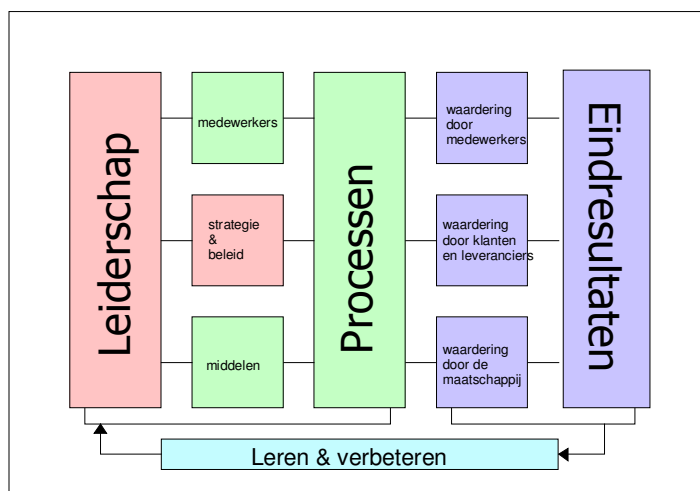 Leiderschap
medewerkers
strategie
&
beleid
middelen
Processen
waardering
door
medewerkers
waardering
door klanten
en leveranciers
waardering
door de
maatschappij
Eindresultaten
Leren & verbeteren